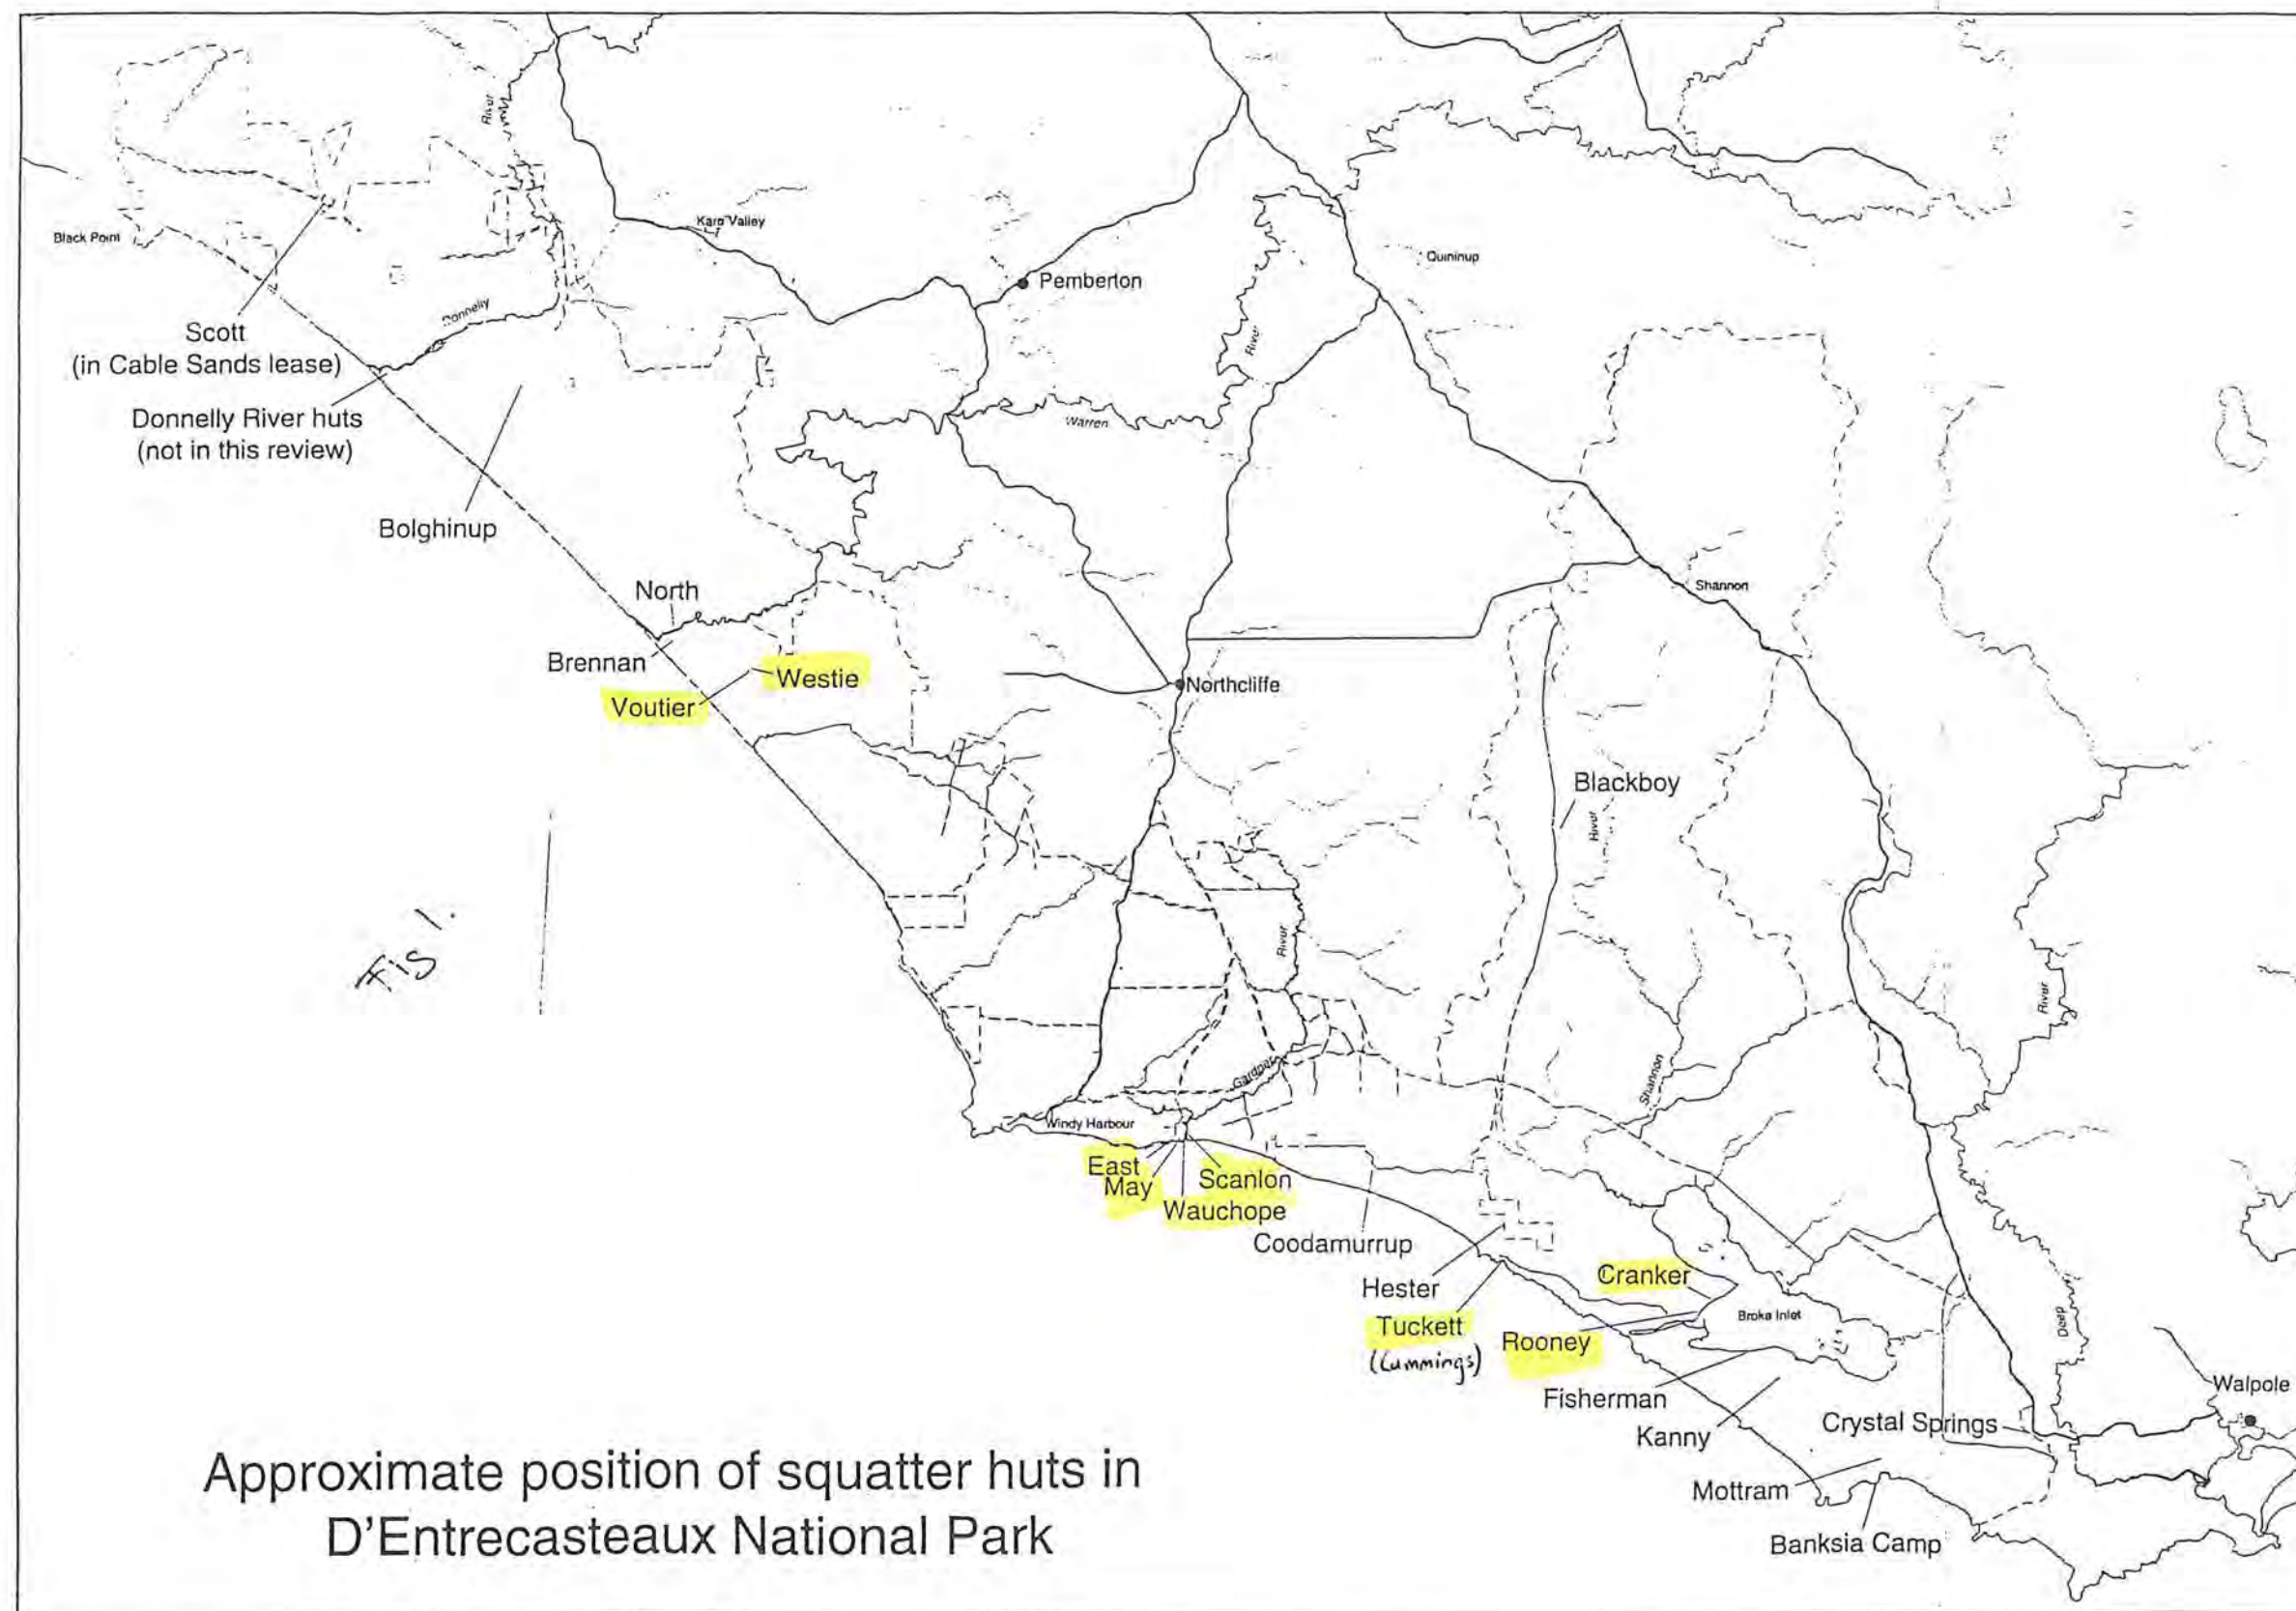 River
Karo Valley
Black Point
Quininup
Pemberton
Donnelly
Scott
(in Cable Sands lease)
River
Donnelly River huts
(not in this review)
Warren
Bolghinup
North
Shannon
Brennan
Westie
Northcliffe
Voutier
Blackboy
River
Fig 1.
River
River
Gardner
Shannon
Windy Harbour
East
May
Scanlon
Wauchope
Coodamurrup
Hester
Cranker
Tuckett
(Cummings)
Rooney
Broke Inlet
Deep
Fisherman
Walpole
Kanny
Crystal Springs
Mottram
Banksia Camp
Approximate position of squatter huts in
D'Entrecasteaux National Park